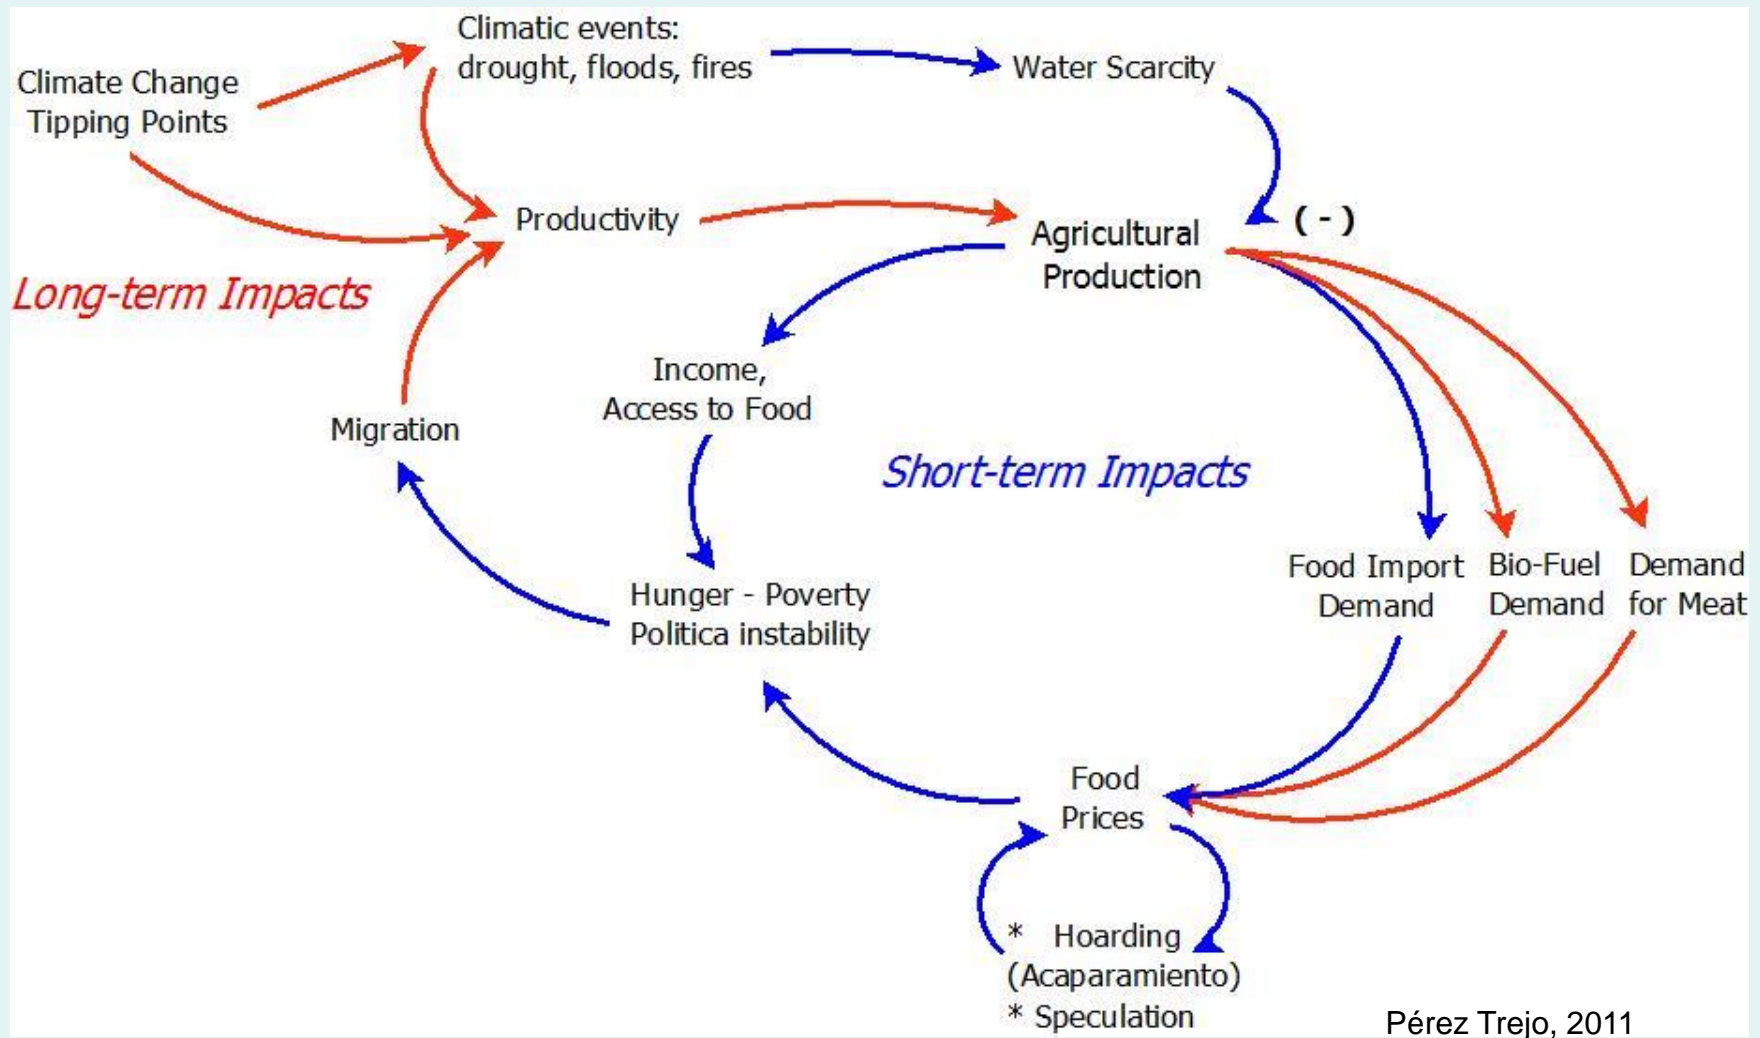 Climatic events:
drought, floods, fires
Water Scarcity
Climate Change
Tipping Points
Productivity
(-)
Agricultural
Production
Long-term Impacts
Income,
Access to Food
Migration
Short-term Impacts
Hunger - Poverty
Politica instability
Food Import
Demand
Bio-Fuel
Demand
Demand
for Meat
Food
Prices
* Hoarding
(Acaparamiento)
* Speculation
Pérez Trejo, 2011